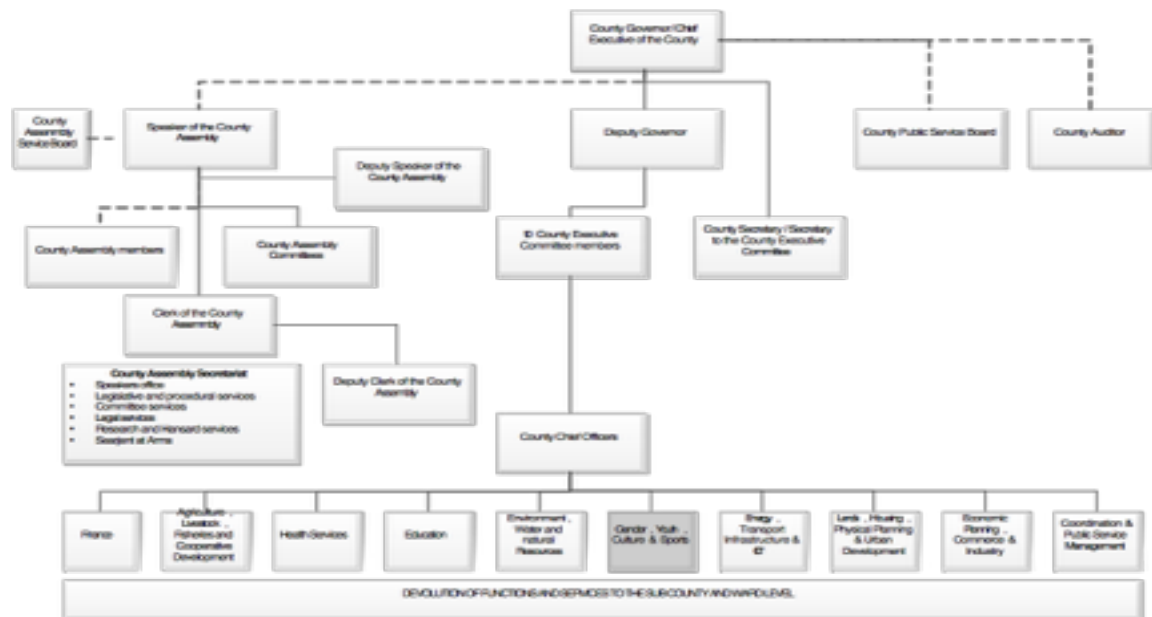 County Governor/Chief
Executive of the County
County
Assembly
Service Board
Speaker of the County
Assembly
Deputy Governor
County Public Service Board
County Auditor
Deputy Speaker of the
County Assembly
County Assembly members
County Assembly
Committees
10 County Executive
Committee members
County Secretary / Secretary
to the County Executive
Committee
Clerk of the County
Assembly
County Assembly Secretariat
• Speakers office
• Legislative and procedural services
• Committee services
• Legal services
• Research and Hansard services
• at Arms
Deputy Clerk of the County
Assembly
County Chief Officers
Finance
Agriculture ,
Livestock ,
Fisheries and
Cooperative
Development
Health Services
Education
Environment ,
Water and
natural
Resources
Gender , Youth ,
Culture & Sports
Energy ,
Transport
Infrastructure &
Lands , Housing ,
Physical Planning
& Urban
Development
Economic
Planning ,
Commerce &
Industry
Coordination &
Public Service
Management
DEVOLUTION OF FUNCTIONS AND SERVICES TO THE SUB COUNTY AND WARD LEVEL